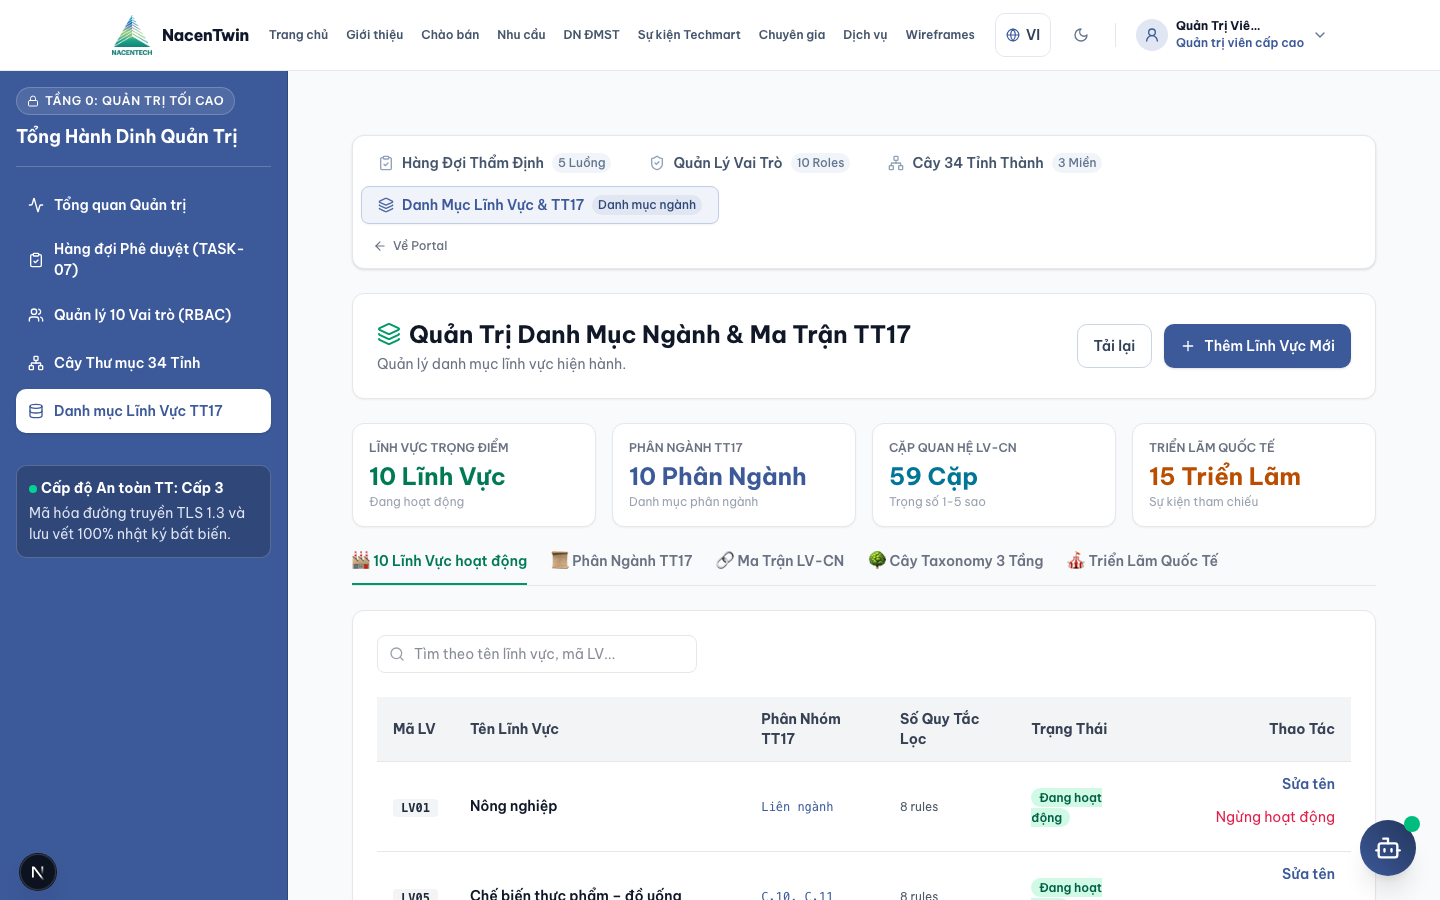 NACENTECH
NacenTwin
Trang chủ
Giới thiệu
Chào bán
Nhu cầu
DN ĐMST
Sự kiện Techmart
Chuyên gia
Dịch vụ
Wireframes
VI
Quản Trị Viê...
Quản trị viên cấp cao
TẦNG 0: QUẢN TRỊ TỐI CAO
Tổng Hành Dinh Quản Trị
Tổng quan Quản trị
Hàng đợi Phê duyệt (TASK-
07)
Quản lý 10 Vai trò (RBAC)
Cây Thư mục 34 Tỉnh
Danh mục Lĩnh Vực TT17
Cấp độ An toàn TT: Cấp 3
Mã hóa đường truyền TLS 1.3 và
lưu vết 100% nhật ký bất biến.
N
Hàng Đợi Thẩm Định 5 Luồng
Quản Lý Vai Trò 10 Roles
Cây 34 Tỉnh Thành 3 Miền
Danh Mục Lĩnh Vực & TT17 Danh mục ngành
Về Portal
Quản Trị Danh Mục Ngành & Ma Trận TT17
Quản lý danh mục lĩnh vực hiện hành.
Tải lại
Thêm Lĩnh Vực Mới
LĨNH VỰC TRỌNG ĐIỂM
10 Lĩnh Vực
Đang hoạt động
PHÂN NGÀNH TT17
10 Phân Ngành
Danh mục phân ngành
CẶP QUAN HỆ LV-CN
59 Cặp
Trọng số 1-5 sao
TRIỂN LÃM QUỐC TẾ
15 Triển Lãm
Sự kiện tham chiếu
10 Lĩnh Vực hoạt động
Phân Ngành TT17
Ma Trận LV-CN
Cây Taxonomy 3 Tầng
Triển Lãm Quốc Tế
Tìm theo tên lĩnh vực, mã LV...
Mã LV
Tên Lĩnh Vực
Phân Nhóm
TT17
Số Quy Tắc
Lọc
Trạng Thái
Thao Tác
LV01
Nông nghiệp
Liên ngành
8 rules
Đang hoạt
động
Sửa tên
Ngừng hoạt động
LV05
Chế biến thực phẩm – đồ uống
C.10, C.11
8 rules
Đang hoạt
Sửa tên